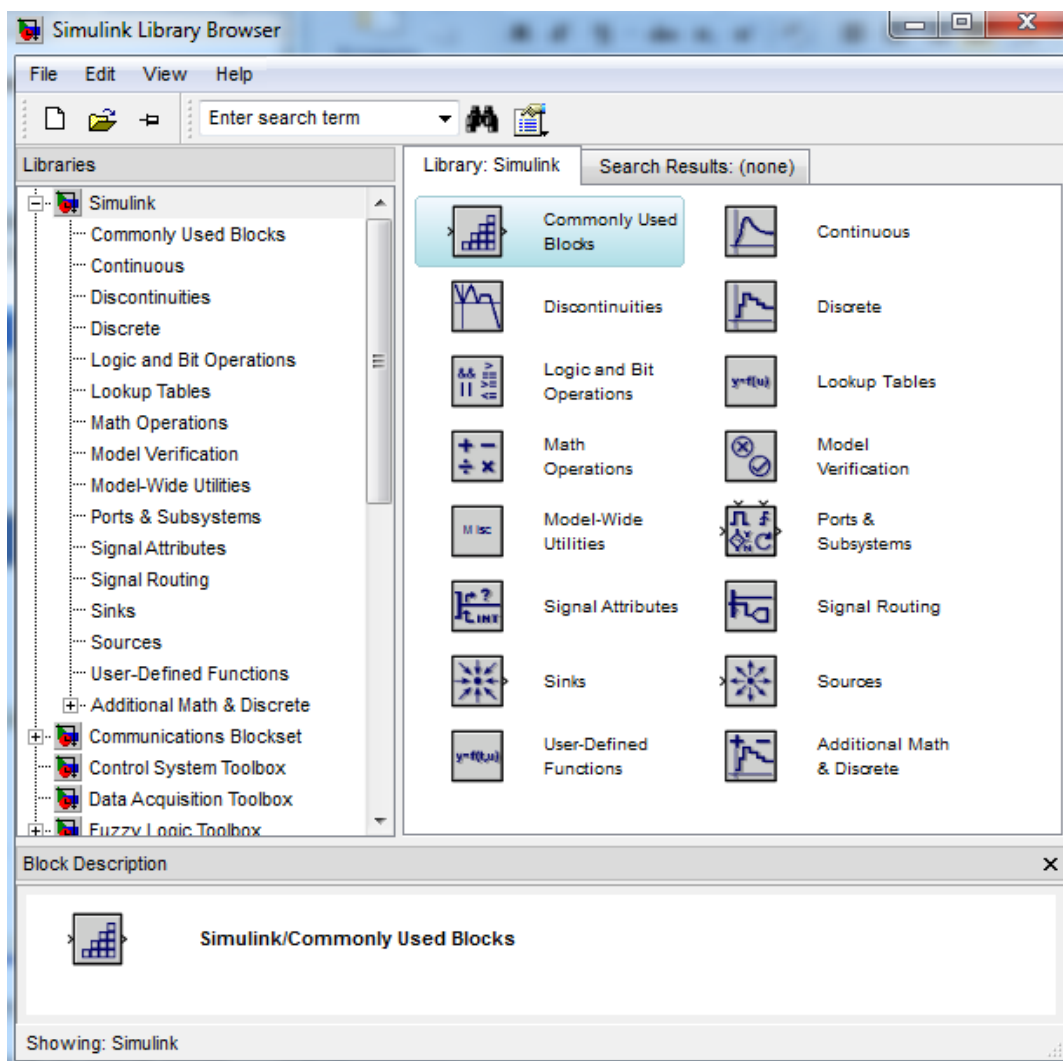 Simulink Library Browser
File Edit View Help
Enter search term
Libraries
Simulink
Commonly Used Blocks
Continuous
Discontinuities
Discrete
Logic and Bit Operations
Lookup Tables
Math Operations
Model Verification
Model-Wide Utilities
Ports & Subsystems
Signal Attributes
Signal Routing
Sinks
Sources
User-Defined Functions
Additional Math & Discrete
Communications Blockset
Control System Toolbox
Data Acquisition Toolbox
Fuzzy Logic Toolbox
Library: Simulink Search Results: (none)
Commonly Used
Blocks
Continuous
Discontinuities
Discrete
&& > ==
|| >= <=
Logic and Bit
Operations
y=f(u)
Lookup Tables
+ −
÷ ×
Math
Operations
Model
Verification
Misc
Model-Wide
Utilities
Ports &
Subsystems
?
INT
Signal Attributes
Signal Routing
Sinks
Sources
y=f(t,u)
User-Defined
Functions
Additional Math
& Discrete
Block Description
Simulink/Commonly Used Blocks
Showing: Simulink